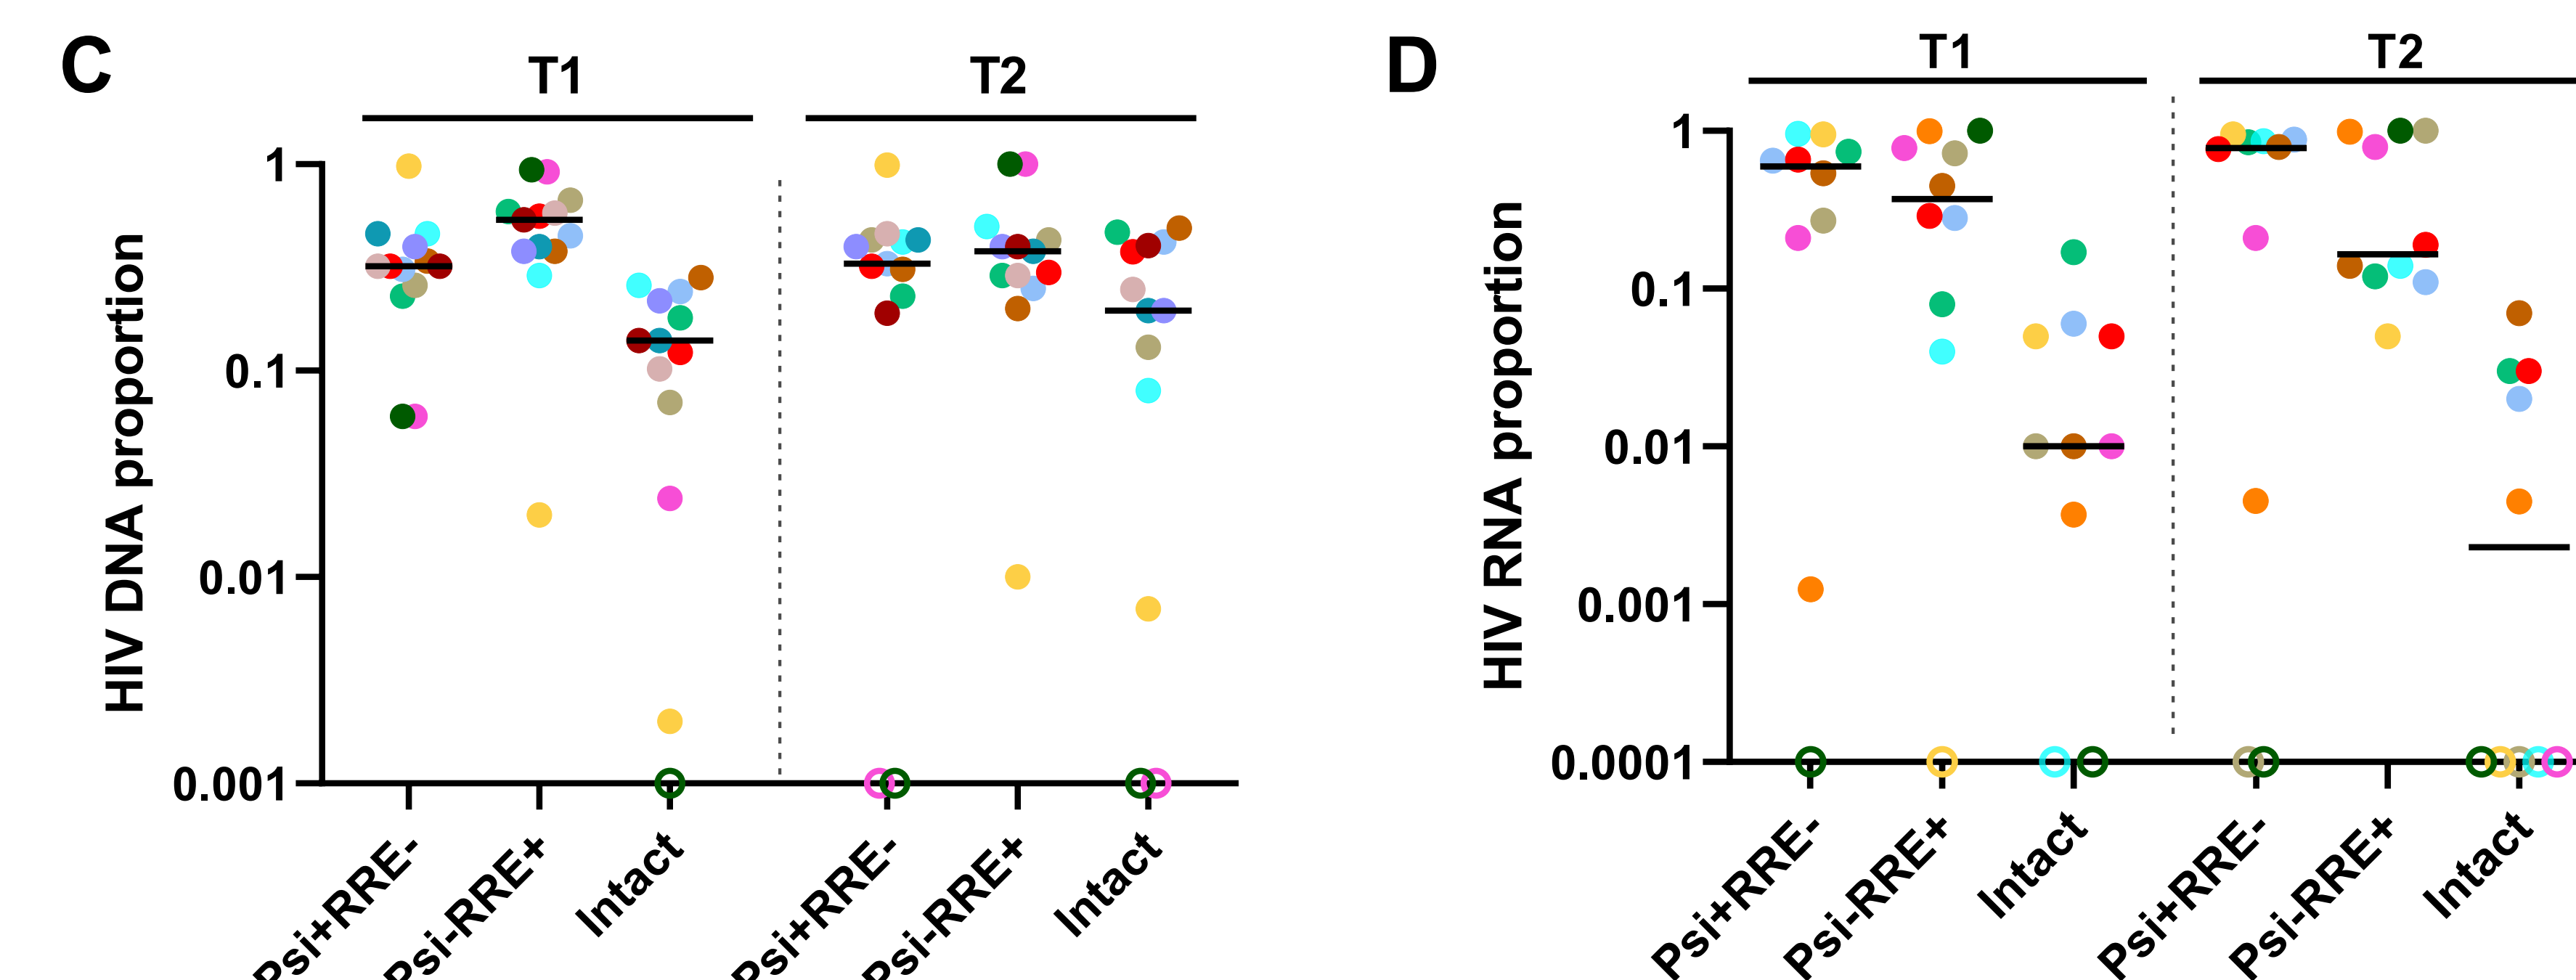 C
T1
T2
HIV DNA proportion
1
0.1
0.01
0.001
Psi+RRE-
Psi-RRE+
Intact
Psi+RRE-
Psi-RRE+
Intact
D
T1
T2
HIV RNA proportion
1
0.1
0.01
0.001
0.0001
Psi+RRE-
Psi-RRE+
Intact
Psi+RRE-
Psi-RRE+
Intact